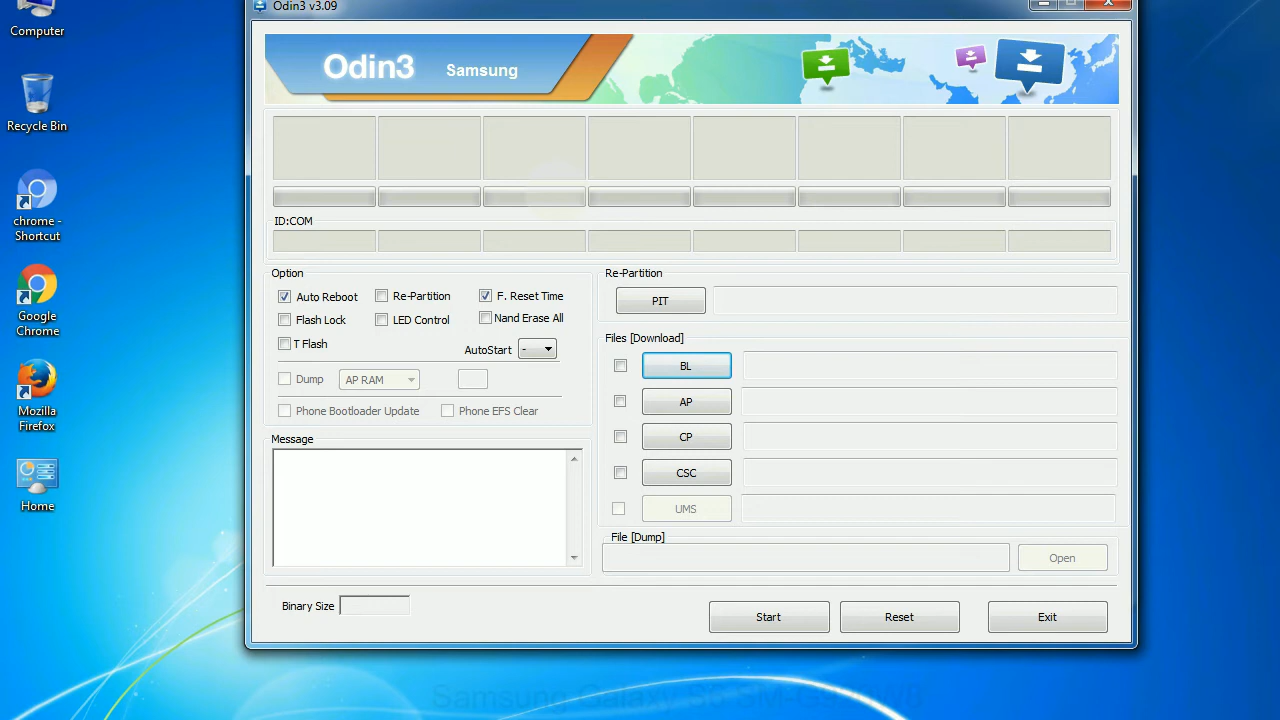 Odin3 v3.09
Computer
Recycle Bin
chrome -
Shortcut
Google
Chrome
Mozilla
Firefox
Home
Odin3 Samsung
ID:COM
Option
Auto Reboot Re-Partition F. Reset Time
Flash Lock LED Control Nand Erase All
T Flash
AutoStart -
Dump AP RAM
Phone Bootloader Update Phone EFS Clear
Message
Re-Partition
PIT
Files [Download]
BL
AP
CP
CSC
UMS
File [Dump]
Open
Binary Size
Start Reset Exit
Samsung Galaxy S6